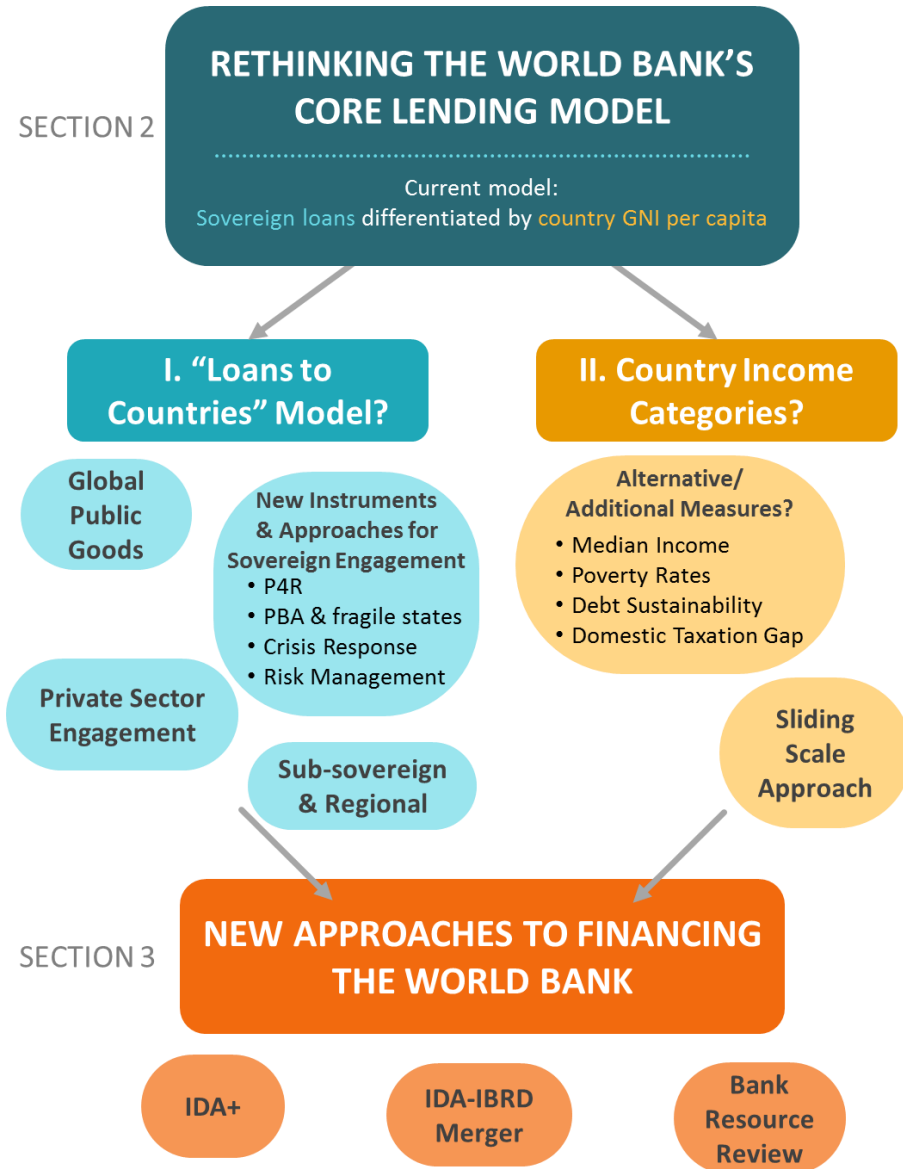 RETHINKING THE WORLD BANK'S
CORE LENDING MODEL
SECTION 2
Current model:
Sovereign loans differentiated by country GNI per capita
I. “Loans to
Countries” Model?
II. Country Income
Categories?
Global
Public
Goods
New Instruments
& Approaches for
Sovereign Engagement
• P4R
• PBA & fragile states
• Crisis Response
• Risk Management
Alternative/
Additional Measures?
• Median Income
• Poverty Rates
• Debt Sustainability
• Domestic Taxation Gap
Private Sector
Engagement
Sub-sovereign
& Regional
Sliding
Scale
Approach
SECTION 3
NEW APPROACHES TO FINANCING
THE WORLD BANK
IDA+
IDA-IBRD
Merger
Bank
Resource
Review